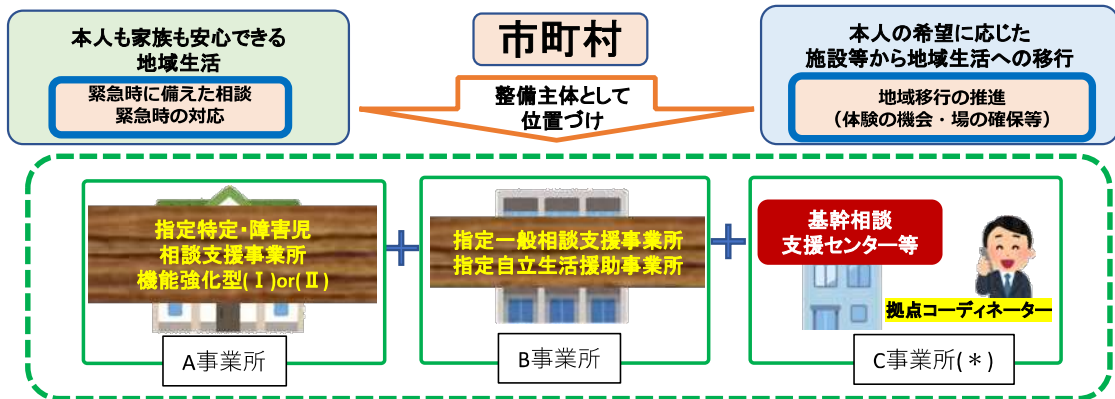 本人も家族も安心できる
地域生活
緊急時に備えた相談
緊急時の対応
市町村
整備主体として
位置づけ
本人の希望に応じた
施設等から地域生活への移行
地域移行の推進
（体験の機会・場の確保等）
指定特定・障害児
相談支援事業所
機能強化型(Ⅰ)or(Ⅱ)
A事業所
＋
指定一般相談支援事業所
指定自立生活援助事業所
B事業所
＋
基幹相談
支援センター等
拠点コーディネーター
C事業所(＊)